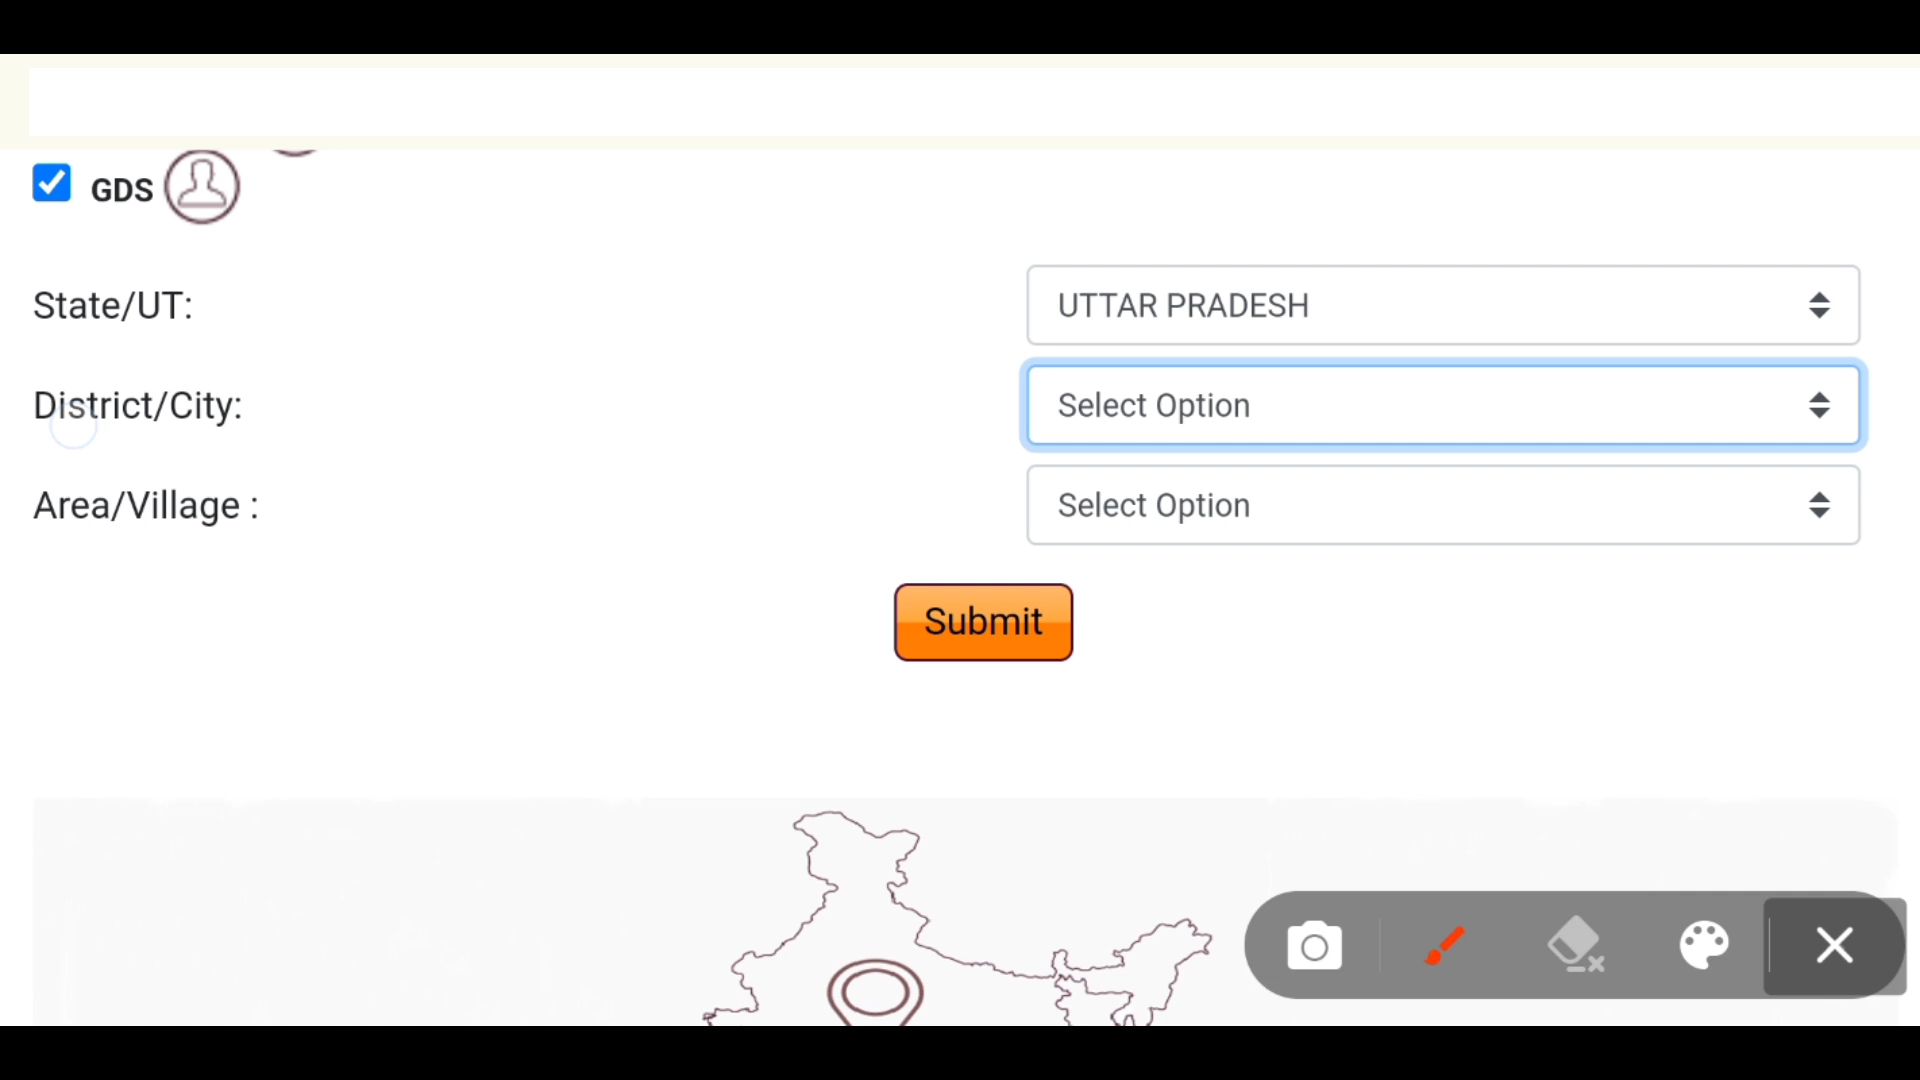 GDS
State/UT:
UTTAR PRADESH
District/City:
Select Option
Area/Village :
Select Option
Submit